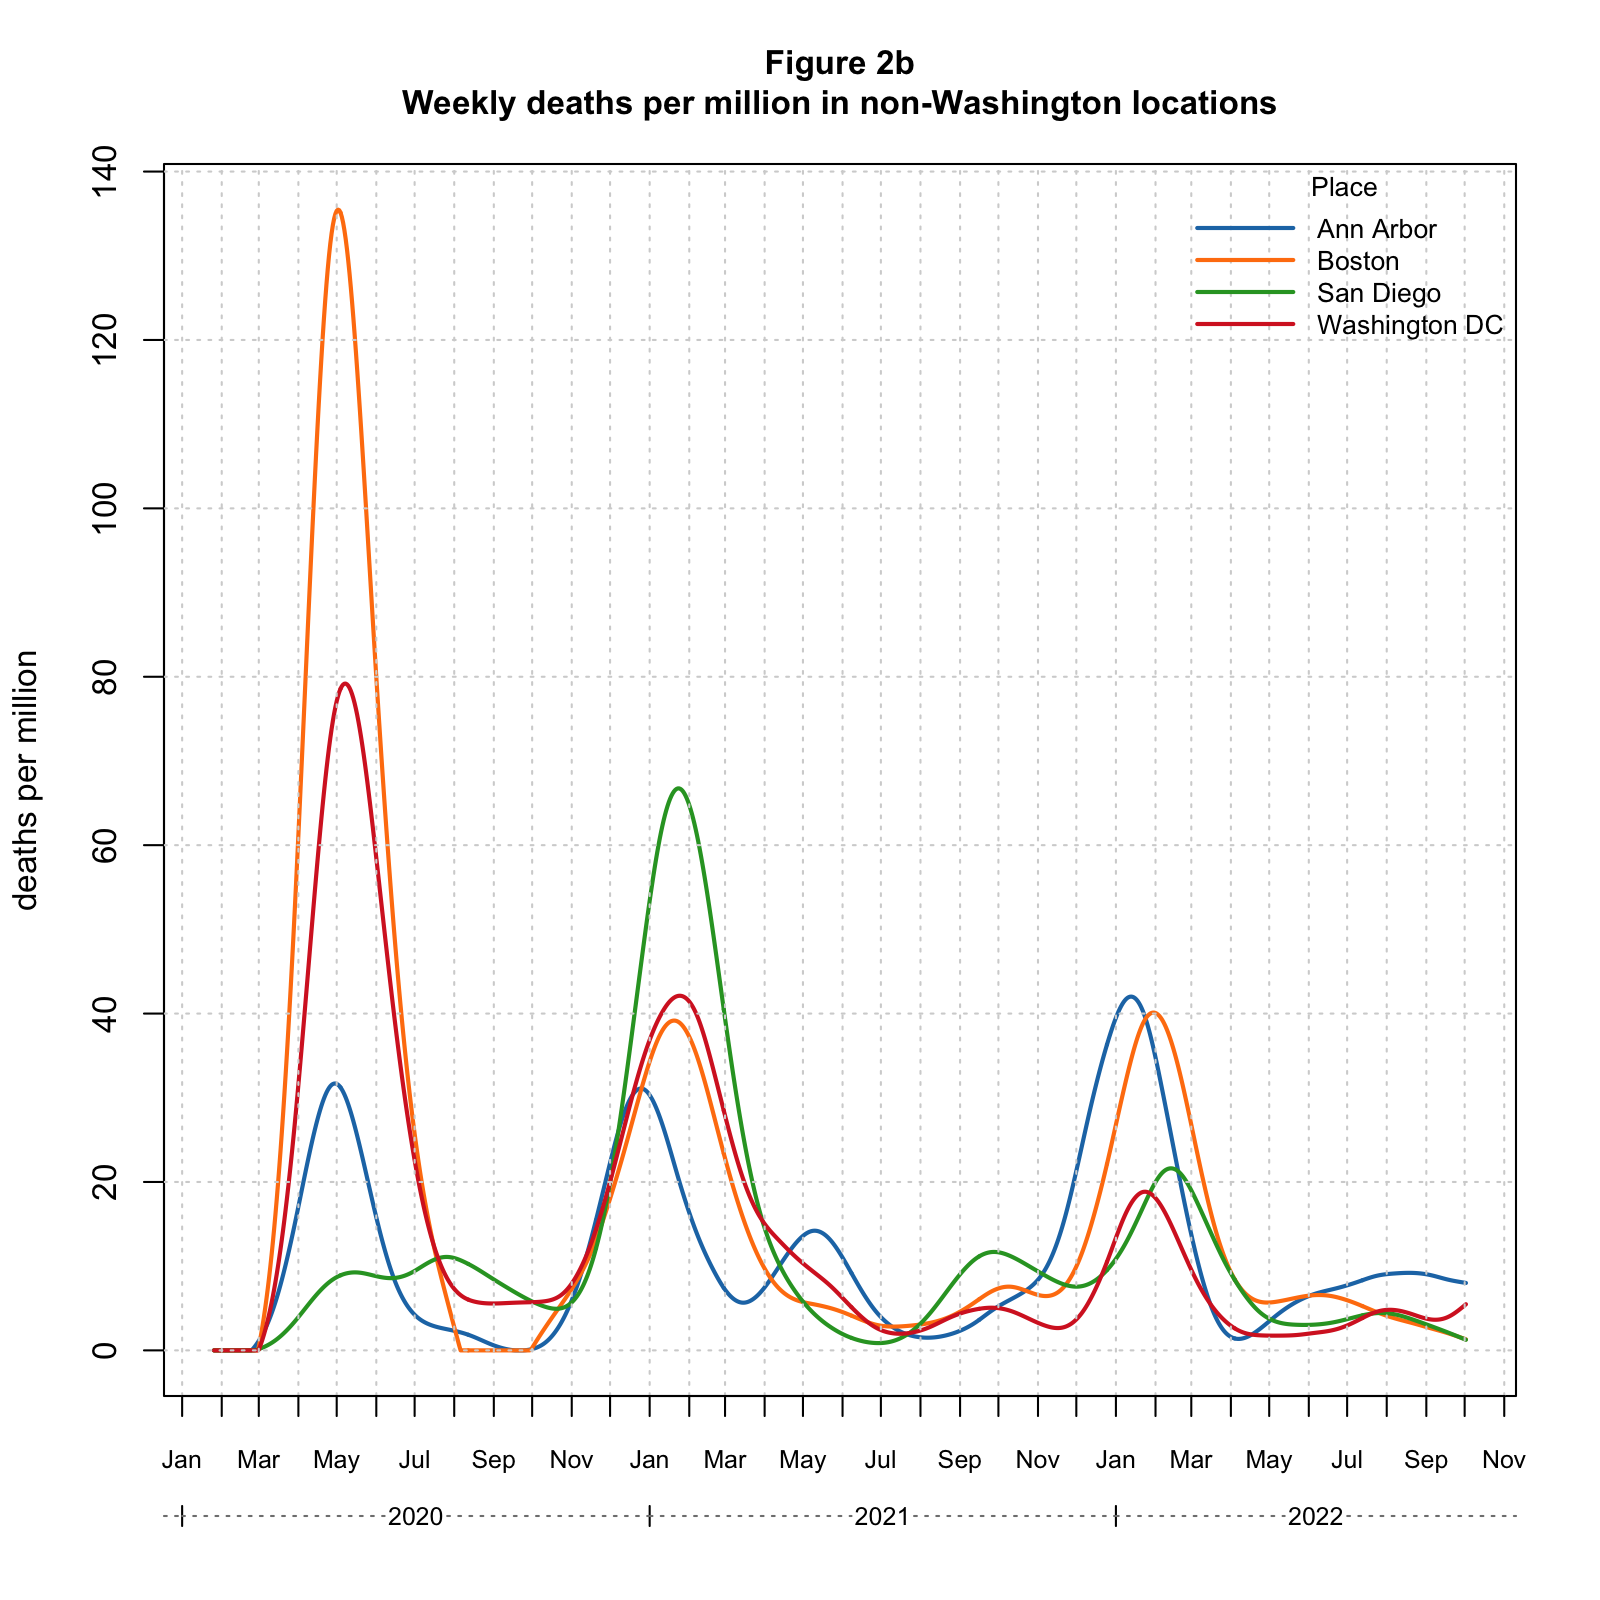 Figure 2b
Weekly deaths per million in non-Washington locations
Place
Ann Arbor
Boston
San Diego
Washington DC
deaths per million
140
120
100
80
60
40
20
0
Jan Mar May Jul Sep Nov Jan Mar May Jul Sep Nov Jan Mar May Jul Sep Nov
2020 2021 2022